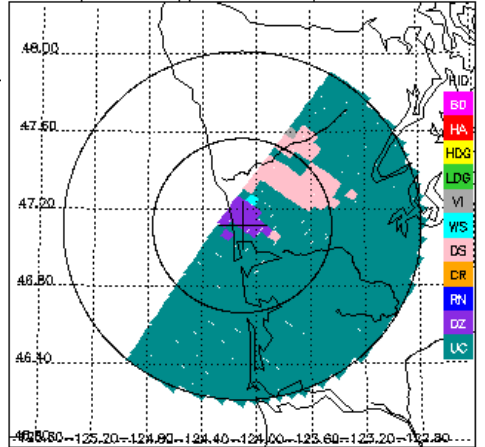 48.00
HID
BD
HA
47.60
HDG
LDG
VI
47.20
WS
DS
46.80
CR
RN
DZ
46.40
UC
-125.20
-124.80
-124.40
-124.00
-123.60
-123.20
-122.80